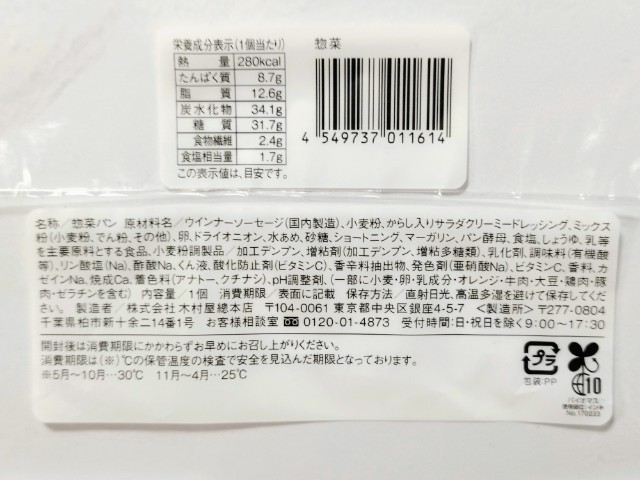 栄養成分表示(1個当たり)
熱量 280kcal
たんぱく質 8.7g
脂質 12.6g
炭水化物 34.1g
糖質 31.7g
食物繊維 2.4g
食塩相当量 1.7g
この表示値は、目安です。
惣菜
4 549737 011614
名称／惣菜パン 原材料名／ウインナーソーセージ(国内製造)、小麦粉、からし入りサラダクリーミードレッシング、ミックス
粉(小麦粉、でん粉、その他)、卵、ドライオニオン、水あめ、砂糖、ショートニング、マーガリン、パン酵母、食塩、しょうゆ、乳等
を主要原料とする食品、小麦粉調製品／加工デンプン、増粘剤(加工デンプン、増粘多糖類)、乳化剤、調味料(有機酸
等)、リン酸塩(Na)、酢酸Na、くん液、酸化防止剤(ビタミンC)、香辛料抽出物、発色剤(亜硝酸Na)、ビタミンC、香料、カ
ゼインNa、焼成Ca、着色料(アナトー、クチナシ)、pH調整剤、(一部に小麦・卵・乳成分・オレンジ・牛肉・大豆・鶏肉・豚
肉・ゼラチンを含む) 内容量／1個 消費期限／表面に記載 保存方法／直射日光、高温多湿を避けて保存してくだ
さい。製造者／株式会社 木村屋總本店 〒104-0061 東京都中央区銀座4-5-7 <製造所> 〒277-0804
千葉県柏市新十余二14番1号 お客様相談室 0120-01-4873 受付時間:日・祝日を除く9:00〜17:30
開封後は消費期限にかかわらずお早めにお召し上がりください。
消費期限は(※)℃の保管温度の検査で安全を見込んだ期限となっております。
※5月〜10月…30℃ 11月〜4月…25℃
プラ
包装:PP
10
バイオマス
No.170033